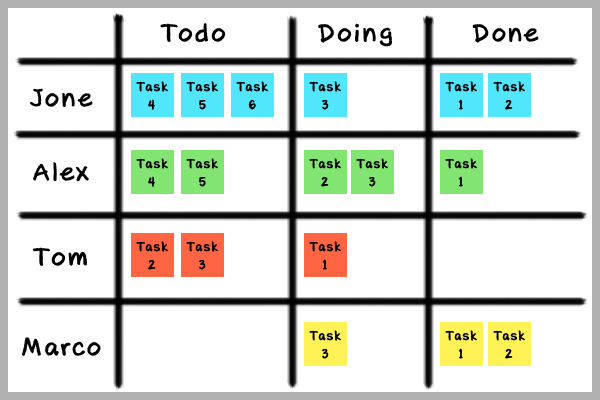 Todo Doing Done
Jone
Task 4
Task 5
Task 6
Task 3
Task 1
Task 2
Alex
Task 4
Task 5
Task 2
Task 3
Task 1
Tom
Task 2
Task 3
Task 1
Marco
Task 3
Task 1
Task 2